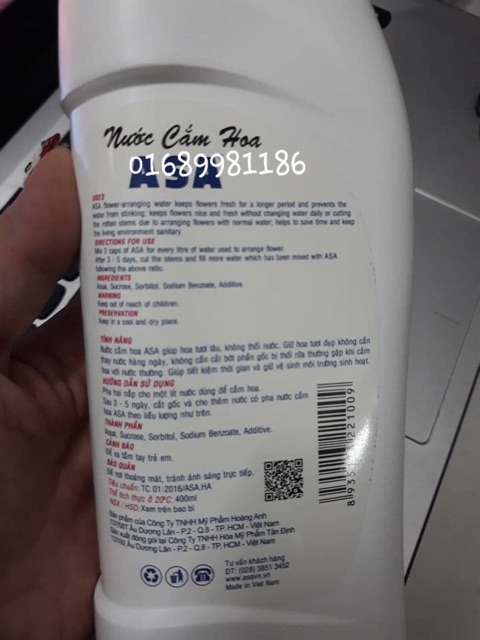 Nước Cắm Hoa
01689981186
ASA
USES
ASA flower-arranging water keeps flowers fresh for a longer period and prevents the
water from stinking; keeps flowers nice and fresh without changing water daily or cutting
the rotten stems due to arranging flowers with normal water; helps to save time and keep
the living environment sanitary.
DIRECTIONS FOR USE
Mix 2 caps of ASA for every litre of water used to arrange flower.
After 3 - 5 days, cut the stems and fill more water which has been mixed with ASA
following the above ratio.
INGREDIENTS
Aqua, Sucrose, Sorbitol, Sodium Benzoate, Additive.
WARNING
Keep out of reach of children.
PRESERVATION
Keep in a cool and dry place.
TÍNH NĂNG
Nước cắm hoa ASA giúp hoa tươi lâu, không thối nước. Giữ hoa tươi đẹp không cần
thay nước hàng ngày, không cần cắt bớt phần gốc bị thối rữa thường gặp khi cắm
hoa với nước thường. Giúp tiết kiệm thời gian và giữ vệ sinh môi trường sinh hoạt.
HƯỚNG DẪN SỬ DỤNG
Pha hai nắp cho một lít nước dùng để cắm hoa.
Sau 3 - 5 ngày, cắt gốc và cho thêm nước có pha nước cắm
hoa ASA theo liều lượng như trên.
THÀNH PHẦN
Aqua, Sucrose, Sorbitol, Sodium Benzoate, Additive.
CẢNH BÁO
Để xa tầm tay trẻ em.
BẢO QUẢN
Để nơi thoáng mát, tránh ánh sáng trực tiếp.
Tiêu chuẩn: TC 01-2016/ASA.HA
Thể tích thực ở 20°C: 400ml
NSX / HSD: Xem trên bao bì
Sản phẩm của Công Ty TNHH Mỹ Phẩm Hoàng Anh
Âu Dương Lân - P.2 - Q.8 - TP. HCM - Việt Nam
Sản xuất đóng gói tại Công Ty TNHH Hóa Mỹ Phẩm Tân Định
Âu Dương Lân - P.2 - Q.8 - TP. HCM - Việt Nam
Tư vấn khách hàng
ĐT: (028) 3851 3452
www.asavn.vn
Made in Viet Nam